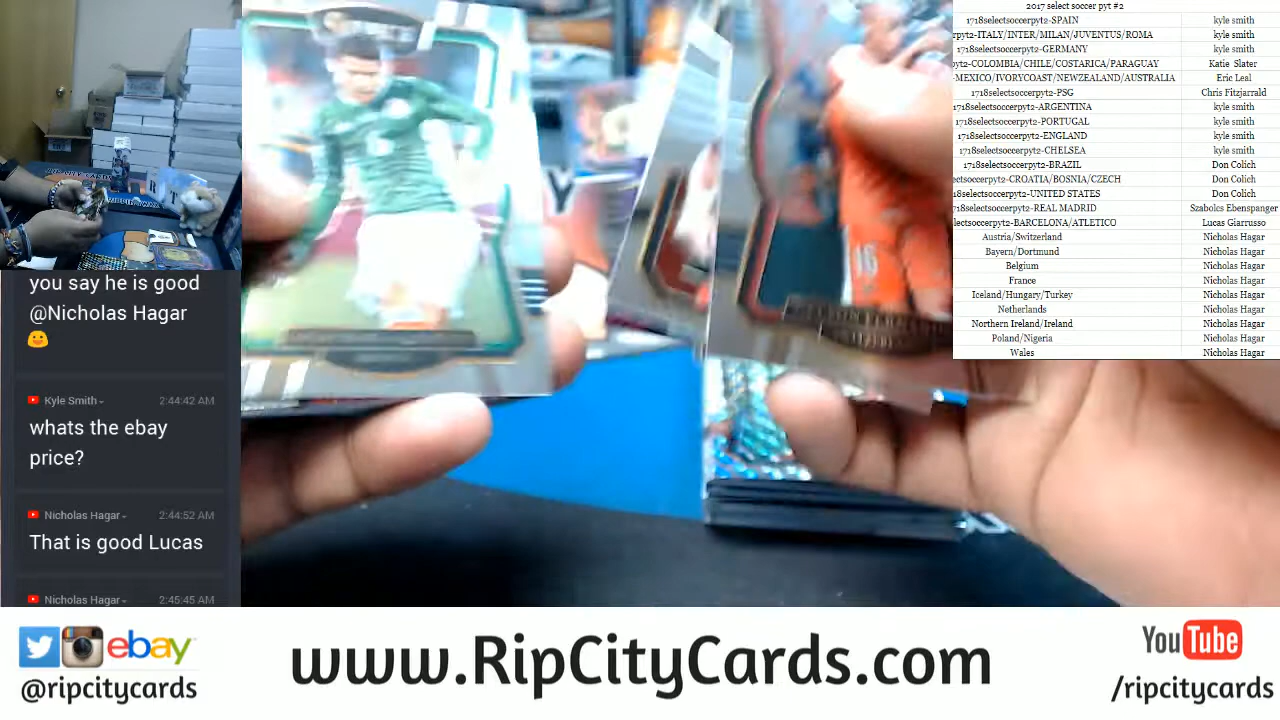 2017 select soccer pyt #2
1718selectsoccerpyt2-SPAIN kyle smith
pyt2-ITALY/INTER/MILAN/JUVENTUS/ROMA kyle smith
1718selectsoccerpyt2-GERMANY kyle smith
pyt2-COLOMBIA/CHILE/COSTARICA/PARAGUAY Katie Slater
-MEXICO/IVORYCOAST/NEWZEALAND/AUSTRALIA Eric Leal
1718selectsoccerpyt2-PSG Chris Fitzjarrald
1718selectsoccerpyt2-ARGENTINA kyle smith
1718selectsoccerpyt2-PORTUGAL kyle smith
1718selectsoccerpyt2-ENGLAND kyle smith
1718selectsoccerpyt2-CHELSEA kyle smith
1718selectsoccerpyt2-BRAZIL Don Colich
ectsoccerpyt2-CROATIA/BOSNIA/CZECH Don Colich
18selectsoccerpyt2-UNITED STATES Don Colich
718selectsoccerpyt2-REAL MADRID Szabolcs Ebenspanger
electsoccerpyt2-BARCELONA/ATLETICO Lucas Giarrusso
Austria/Switzerland Nicholas Hagar
Bayern/Dortmund Nicholas Hagar
Belgium Nicholas Hagar
France Nicholas Hagar
Iceland/Hungary/Turkey Nicholas Hagar
Netherlands Nicholas Hagar
Northern Ireland/Ireland Nicholas Hagar
Poland/Nigeria Nicholas Hagar
Wales Nicholas Hagar
you say he is good
@Nicholas Hagar
Kyle Smith 2:44:42 AM
whats the ebay
price?
Nicholas Hagar 2:44:52 AM
That is good Lucas
Nicholas Hagar 2:45:45 AM
ebay
@ripcitycards
www.RipCityCards.com
YouTube
/ripcitycards